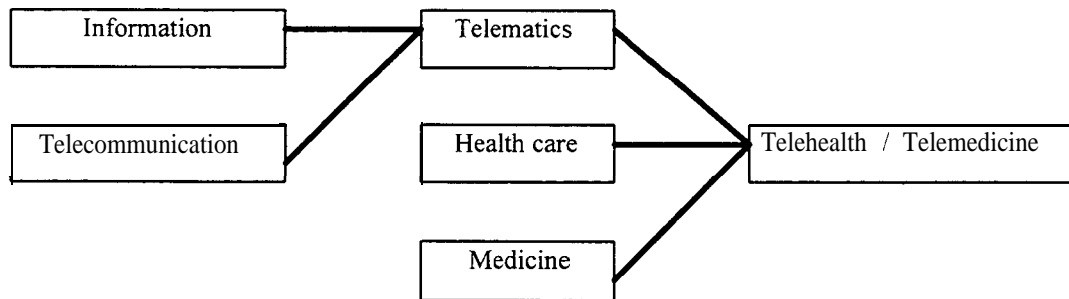 Information
Telematics
Telecommunication
Health care
Telehealth / Telemedicine
Medicine